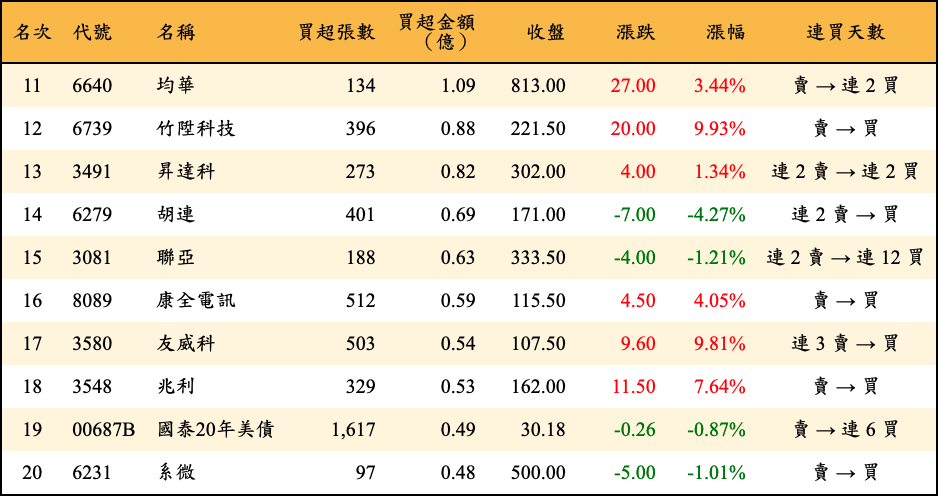 名次 代號 名稱 買超張數 買超金額（億） 收盤 漲跌 漲幅 連買天數
11 6640 均華 134 1.09 813.00 27.00 3.44% 賣 → 連 2 買
12 6739 竹陞科技 396 0.88 221.50 20.00 9.93% 賣 → 買
13 3491 昇達科 273 0.82 302.00 4.00 1.34% 連 2 賣 → 連 2 買
14 6279 胡連 401 0.69 171.00 -7.00 -4.27% 連 2 賣 → 買
15 3081 聯亞 188 0.63 333.50 -4.00 -1.21% 連 2 賣 → 連 12 買
16 8089 康全電訊 512 0.59 115.50 4.50 4.05% 賣 → 買
17 3580 友威科 503 0.54 107.50 9.60 9.81% 連 3 賣 → 買
18 3548 兆利 329 0.53 162.00 11.50 7.64% 賣 → 買
19 00687B 國泰20年美債 1,617 0.49 30.18 -0.26 -0.87% 賣 → 連 6 買
20 6231 系微 97 0.48 500.00 -5.00 -1.01% 賣 → 買